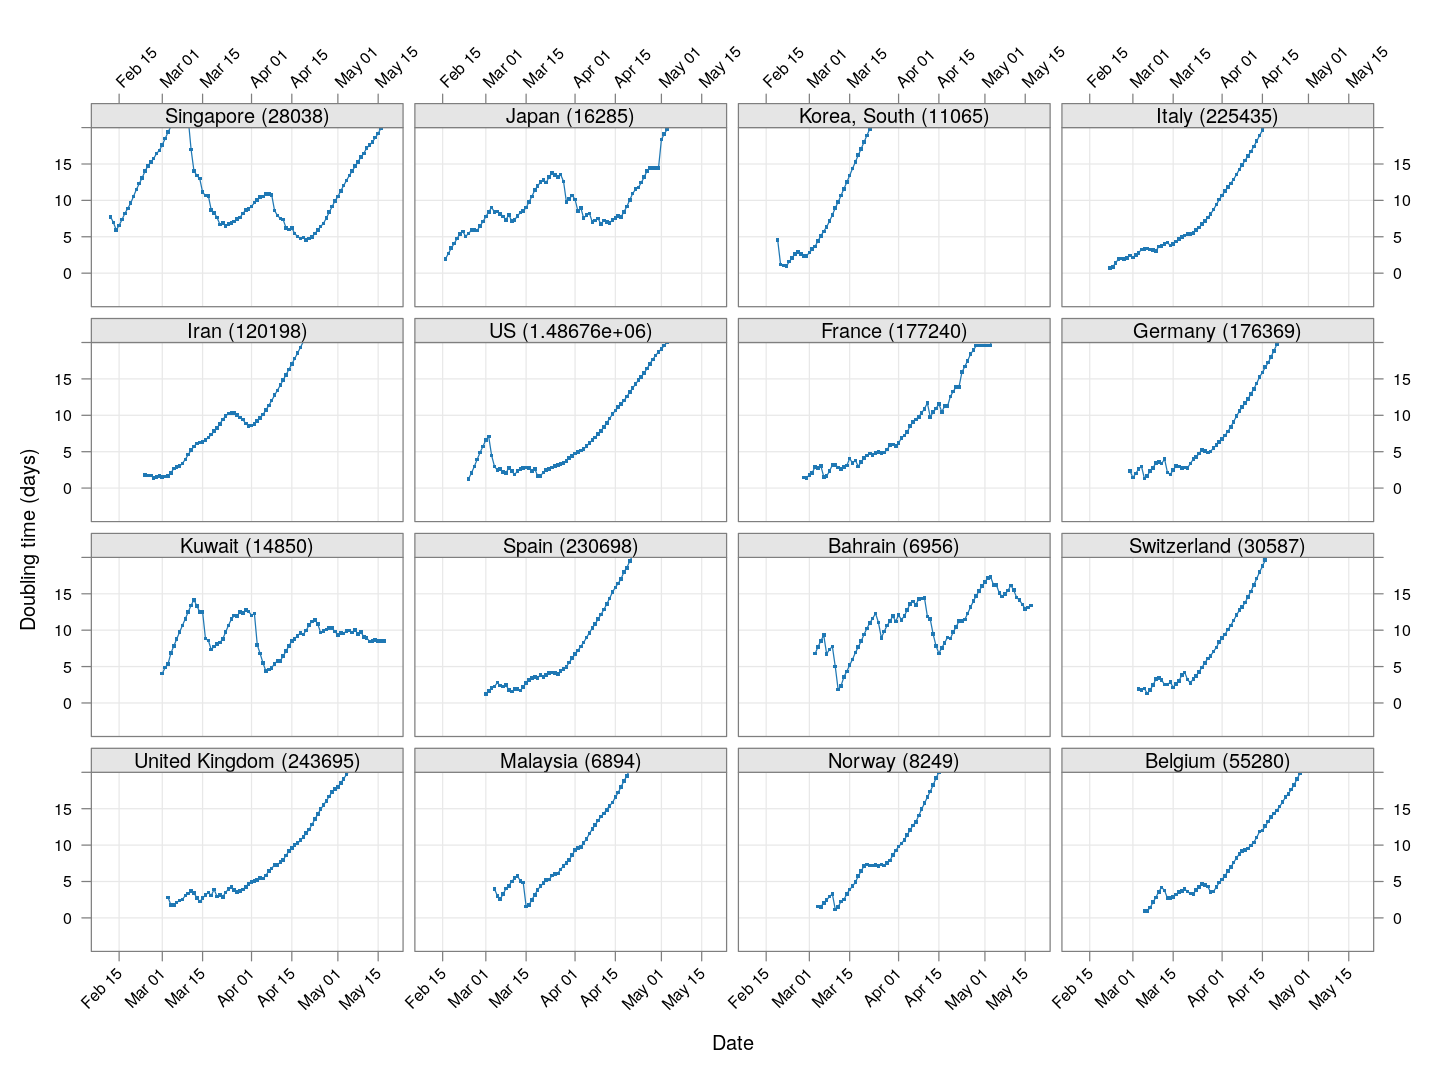 Feb 15 Mar 01 Mar 15 Apr 01 Apr 15 May 01 May 15 Feb 15 Mar 01 Mar 15 Apr 01 Apr 15 May 01 May 15 Feb 15 Mar 01 Mar 15 Apr 01 Apr 15 May 01 May 15 Feb 15 Mar 01 Mar 15 Apr 01 Apr 15 May 01 May 15
Singapore (28038) Japan (16285) Korea, South (11065) Italy (225435)
15 15
10 10
5 5
0 0
Iran (120198) US (1.48676e+06) France (177240) Germany (176369)
15 15
10 10
5 5
0 0
Kuwait (14850) Spain (230698) Bahrain (6956) Switzerland (30587)
15 15
10 10
5 5
0 0
United Kingdom (243695) Malaysia (6894) Norway (8249) Belgium (55280)
15 15
10 10
5 5
0 0
Feb 15 Mar 01 Mar 15 Apr 01 Apr 15 May 01 May 15 Feb 15 Mar 01 Mar 15 Apr 01 Apr 15 May 01 May 15 Feb 15 Mar 01 Mar 15 Apr 01 Apr 15 May 01 May 15 Feb 15 Mar 01 Mar 15 Apr 01 Apr 15 May 01 May 15
Doubling time (days)
Date